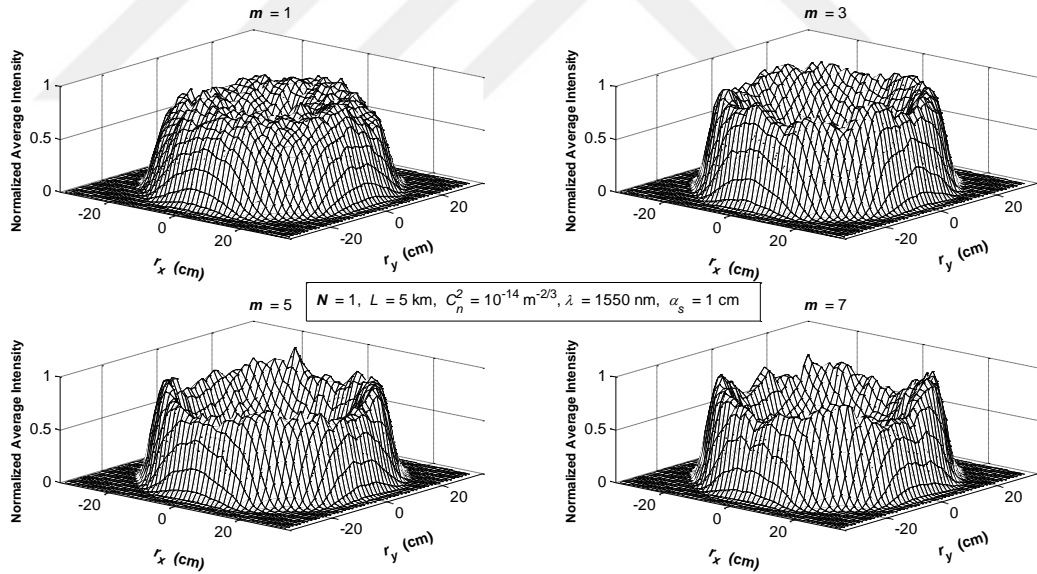 m = 1
Normalized Average Intensity
1
0.5
0
-20
0
20
r_x (cm)
-20
0
20
r_y (cm)
m = 3
Normalized Average Intensity
1
0.5
0
-20
0
20
r_x (cm)
-20
0
20
r_y (cm)
N = 1, L = 5 km, C_n^2 = 10^-14 m^-2/3, λ = 1550 nm, α_s = 1 cm
m = 5
Normalized Average Intensity
1
0.5
0
-20
0
20
r_x (cm)
-20
0
20
r_y (cm)
m = 7
Normalized Average Intensity
1
0.5
0
-20
0
20
r_x (cm)
-20
0
20
r_y (cm)